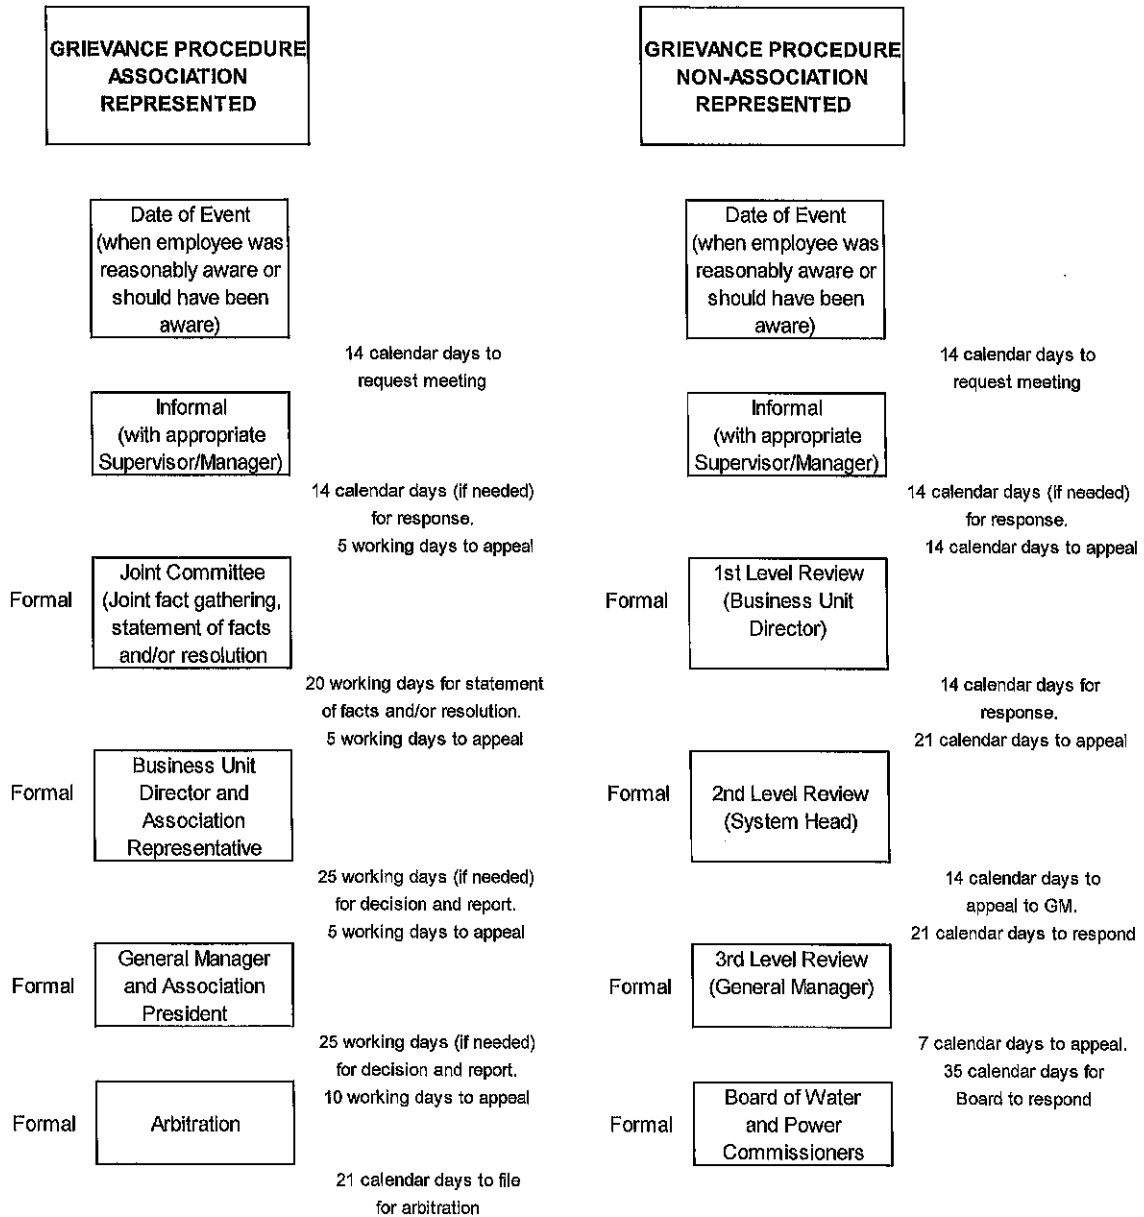 GRIEVANCE PROCEDURE
ASSOCIATION
REPRESENTED
Date of Event
(when employee was
reasonably aware or
should have been
aware)
14 calendar days to
request meeting
Informal
(with appropriate
Supervisor/Manager)
14 calendar days (if needed)
for response.
5 working days to appeal
Formal
Joint Committee
(Joint fact gathering,
statement of facts
and/or resolution
20 working days for statement
of facts and/or resolution.
5 working days to appeal
Formal
Business Unit
Director and
Association
Representative
25 working days (if needed)
for decision and report.
5 working days to appeal
Formal
General Manager
and Association
President
25 working days (if needed)
for decision and report.
10 working days to appeal
Formal
Arbitration
21 calendar days to file
for arbitration
GRIEVANCE PROCEDURE
NON-ASSOCIATION
REPRESENTED
Date of Event
(when employee was
reasonably aware or
should have been
aware)
14 calendar days to
request meeting
Informal
(with appropriate
Supervisor/Manager)
14 calendar days (if needed)
for response.
14 calendar days to appeal
Formal
1st Level Review
(Business Unit
Director)
14 calendar days for
response.
21 calendar days to appeal
Formal
2nd Level Review
(System Head)
14 calendar days to
appeal to GM.
21 calendar days to respond
Formal
3rd Level Review
(General Manager)
7 calendar days to appeal.
35 calendar days for
Board to respond
Formal
Board of Water
and Power
Commissioners